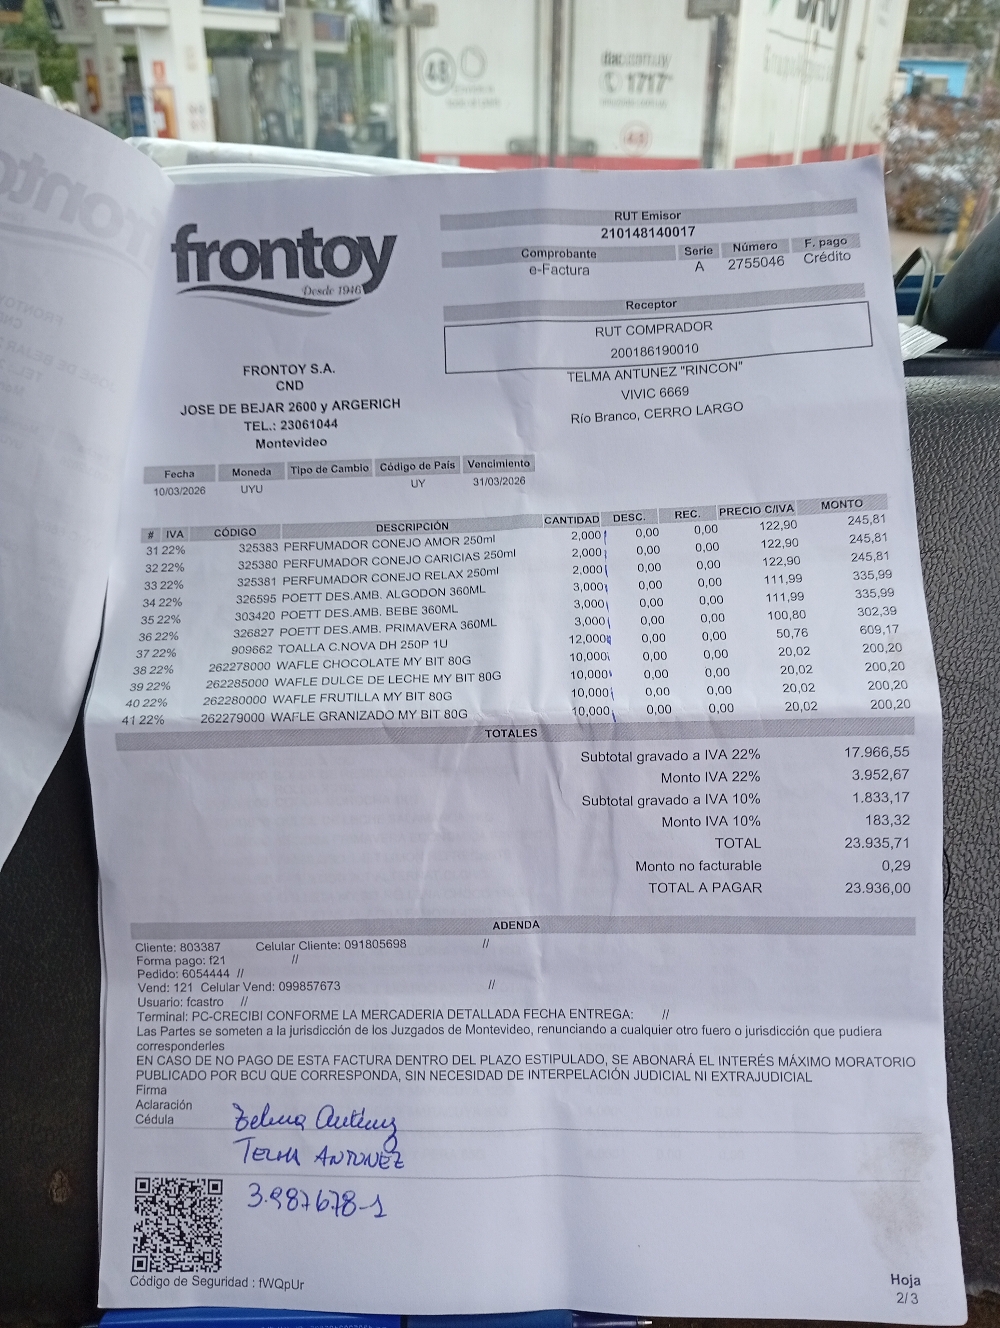 48
dac.com.uy
1717*
48
frontoy
Desde 1946
FRONTOY S.A.
CND
JOSE DE BEJAR 2600 y ARGERICH
TEL.: 23061044
Montevideo
RUT Emisor
210148140017
Comprobante Serie Número F. pago
e-Factura A 2755046 Crédito
Receptor
RUT COMPRADOR
200186190010
TELMA ANTUNEZ "RINCON"
VIVIC 6669
Río Branco, CERRO LARGO
Fecha Moneda Tipo de Cambio Código de País Vencimiento
10/03/2026 UYU UY 31/03/2026
# IVA CÓDIGO DESCRIPCIÓN CANTIDAD DESC. REC. PRECIO C/IVA MONTO
31 22% 325383 PERFUMADOR CONEJO AMOR 250ml 2,000 0,00 0,00 122,90 245,81
32 22% 325380 PERFUMADOR CONEJO CARICIAS 250ml 2,000 0,00 0,00 122,90 245,81
33 22% 325381 PERFUMADOR CONEJO RELAX 250ml 2,000 0,00 0,00 122,90 245,81
34 22% 326595 POETT DES.AMB. ALGODON 360ML 3,000 0,00 0,00 111,99 335,99
35 22% 303420 POETT DES.AMB. BEBE 360ML 3,000 0,00 0,00 111,99 335,99
36 22% 326827 POETT DES.AMB. PRIMAVERA 360ML 3,000 0,00 0,00 100,80 302,39
37 22% 909662 TOALLA C.NOVA DH 250P 1U 12,000 0,00 0,00 50,76 609,17
38 22% 262278000 WAFLE CHOCOLATE MY BIT 80G 10,000 0,00 0,00 20,02 200,20
39 22% 262285000 WAFLE DULCE DE LECHE MY BIT 80G 10,000 0,00 0,00 20,02 200,20
40 22% 262280000 WAFLE FRUTILLA MY BIT 80G 10,000 0,00 0,00 20,02 200,20
41 22% 262279000 WAFLE GRANIZADO MY BIT 80G 10,000 0,00 0,00 20,02 200,20
TOTALES
Subtotal gravado a IVA 22% 17.966,55
Monto IVA 22% 3.952,67
Subtotal gravado a IVA 10% 1.833,17
Monto IVA 10% 183,32
TOTAL 23.935,71
Monto no facturable 0,29
TOTAL A PAGAR 23.936,00
ADENDA
Cliente: 803387 Celular Cliente: 091805698 //
Forma pago: f21 //
Pedido: 6054444 //
Vend: 121 Celular Vend: 099857673 //
Usuario: fcastro //
Terminal: PC-CRECIBI CONFORME LA MERCADERIA DETALLADA FECHA ENTREGA: //
Las Partes se someten a la jurisdicción de los Juzgados de Montevideo, renunciando a cualquier otro fuero o jurisdicción que pudiera
corresponderles
EN CASO DE NO PAGO DE ESTA FACTURA DENTRO DEL PLAZO ESTIPULADO, SE ABONARÁ EL INTERÉS MÁXIMO MORATORIO
PUBLICADO POR BCU QUE CORRESPONDA, SIN NECESIDAD DE INTERPELACIÓN JUDICIAL NI EXTRAJUDICIAL
Firma
Aclaración
Cédula
Telma Antunez
TELMA ANTUNEZ
3.987678-1
Código de Seguridad : fWQpUr
Hoja
2/3